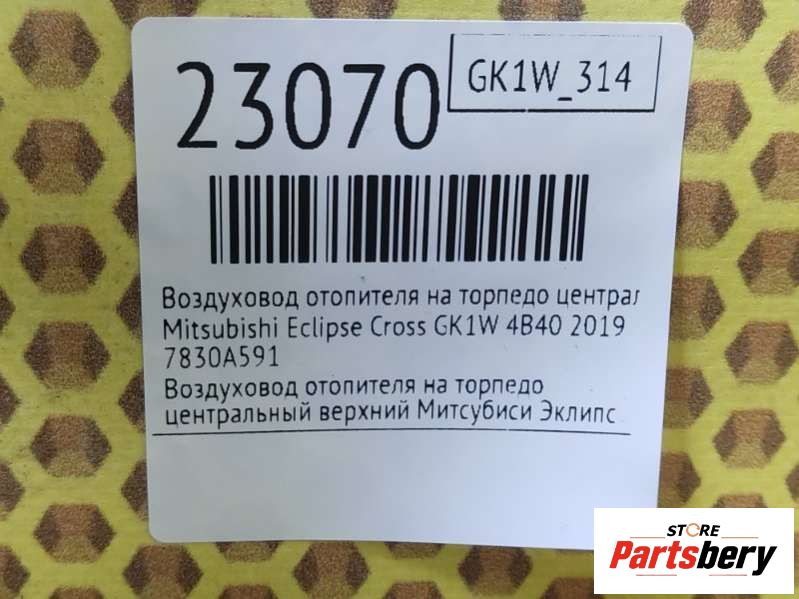 23070
GK1W_314
Воздуховод отопителя на торпедо централ
Mitsubishi Eclipse Cross GK1W 4B40 2019
7830A591
Воздуховод отопителя на торпедо
центральный верхний Митсубиси Эклипс
STORE
Partsbery